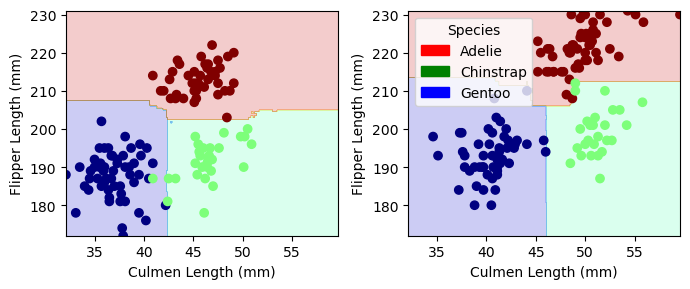 230
220
210
200
190
180
Flipper Length (mm)
35
40
45
50
55
Culmen Length (mm)
230
220
210
200
190
180
Flipper Length (mm)
35
40
45
50
55
Culmen Length (mm)
Species
Adelie
Chinstrap
Gentoo